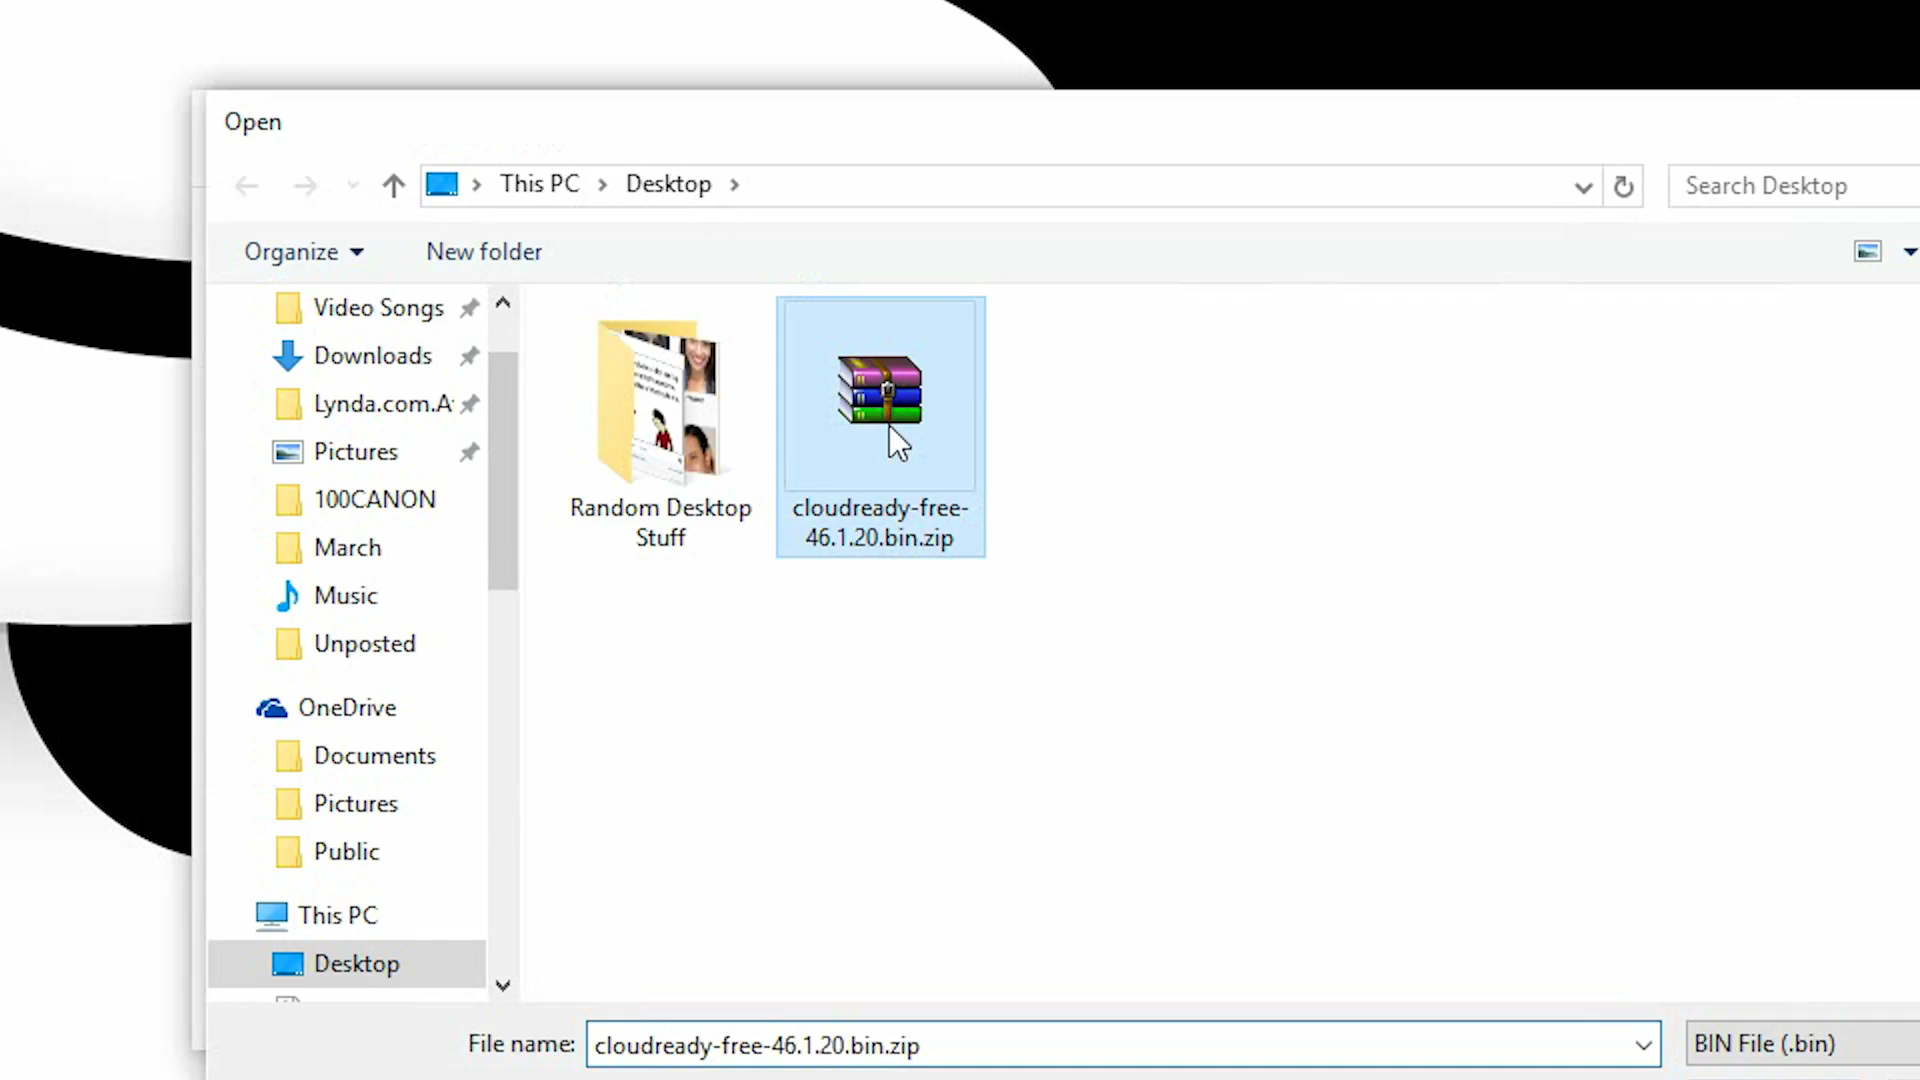 Open
This PC
Desktop
Search Desktop
Organize
New folder
Video Songs
Downloads
Lynda.com.A
Pictures
100CANON
March
Music
Unposted
OneDrive
Documents
Pictures
Public
This PC
Desktop
Random Desktop
Stuff
cloudready-free-
46.1.20.bin.zip
File name:
cloudready-free-46.1.20.bin.zip
BIN File (.bin)